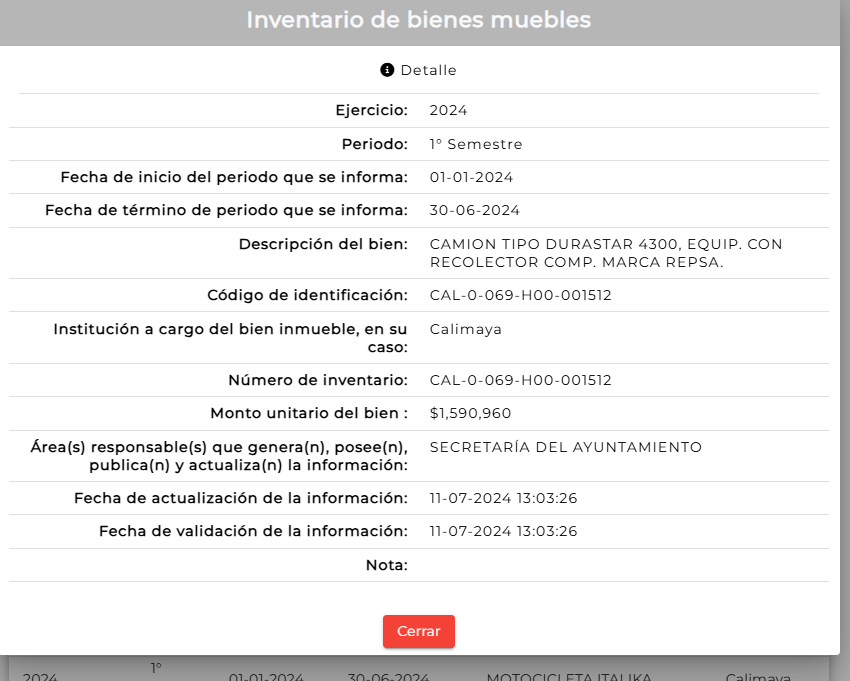 Inventario de bienes muebles
Detalle
Ejercicio: 2024
Periodo: 1° Semestre
Fecha de inicio del periodo que se informa: 01-01-2024
Fecha de término de periodo que se informa: 30-06-2024
Descripción del bien: CAMION TIPO DURASTAR 4300, EQUIP. CON
RECOLECTOR COMP. MARCA REPSA.
Código de identificación: CAL-0-069-H00-001512
Institución a cargo del bien inmueble, en su Calimaya
caso:
Número de inventario: CAL-0-069-H00-001512
Monto unitario del bien : $1,590,960
Área(s) responsable(s) que genera(n), posee(n), SECRETARÍA DEL AYUNTAMIENTO
publica(n) y actualiza(n) la información:
Fecha de actualización de la información: 11-07-2024 13:03:26
Fecha de validación de la información: 11-07-2024 13:03:26
Nota:
Cerrar
1°
2024 01-01-2024 30-06-2024 MOTOCICLETA ITALIKA Calimaya